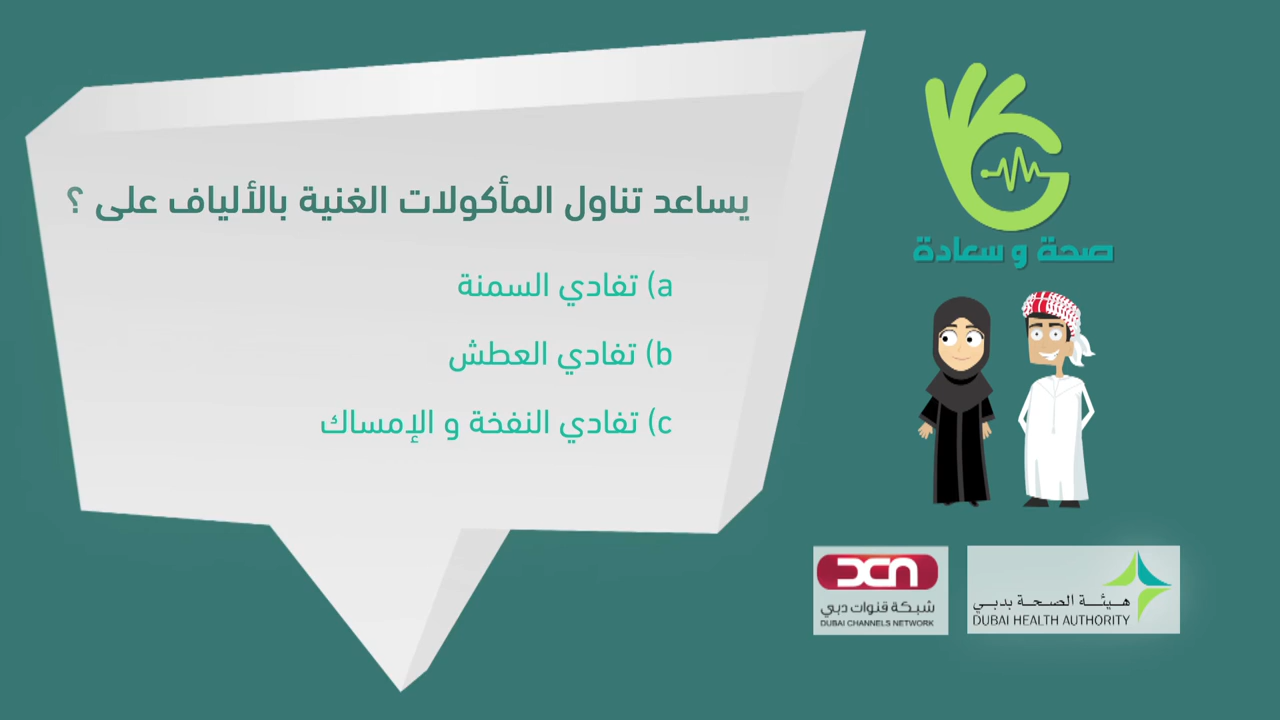 يساعد تناول المأكولات الغنية بالألياف على ؟
a) تفادي السمنة
b) تفادي العطش
c) تفادي النفخة و الإمساك
صحة و سعادة
DCN
شبكة قنوات دبي
DUBAI CHANNELS NETWORK
هيئة الصحة بدبي
DUBAI HEALTH AUTHORITY